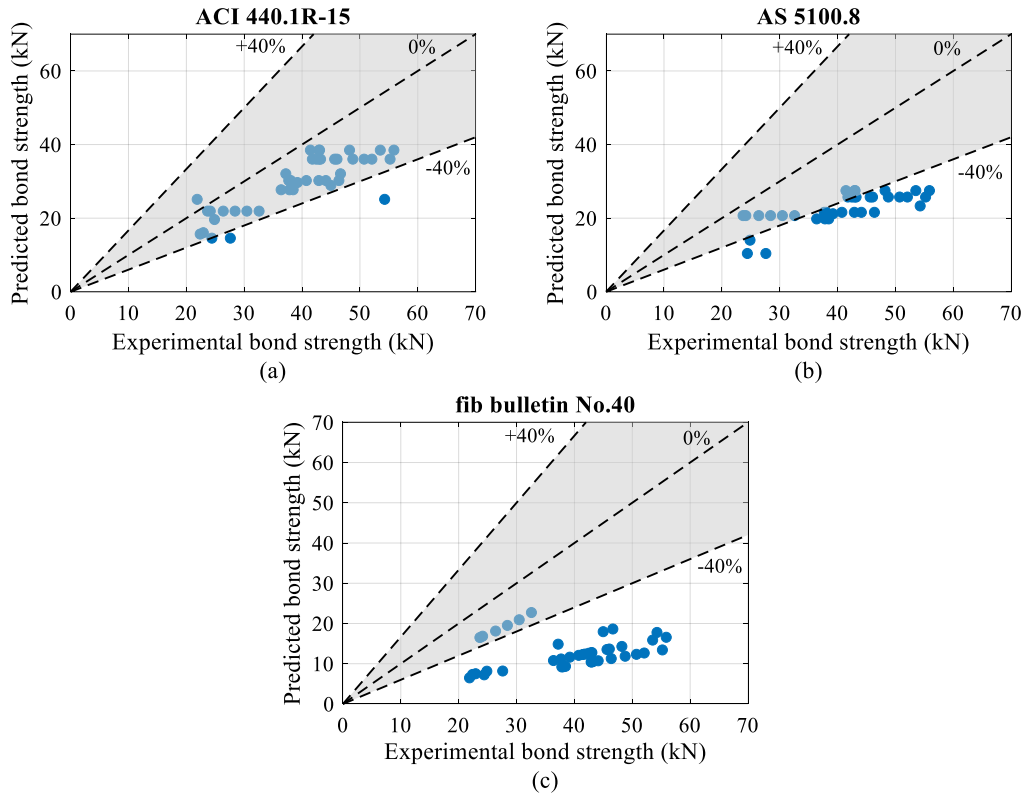 ACI 440.1R-15
Predicted bond strength (kN)
60
40
20
0
+40%
0%
-40%
0 10 20 30 40 50 60 70
Experimental bond strength (kN)
(a)
AS 5100.8
Predicted bond strength (kN)
60
40
20
0
+40%
0%
-40%
0 10 20 30 40 50 60 70
Experimental bond strength (kN)
(b)
fib bulletin No.40
Predicted bond strength (kN)
70
60
50
40
30
20
10
0
+40%
0%
-40%
0 10 20 30 40 50 60 70
Experimental bond strength (kN)
(c)